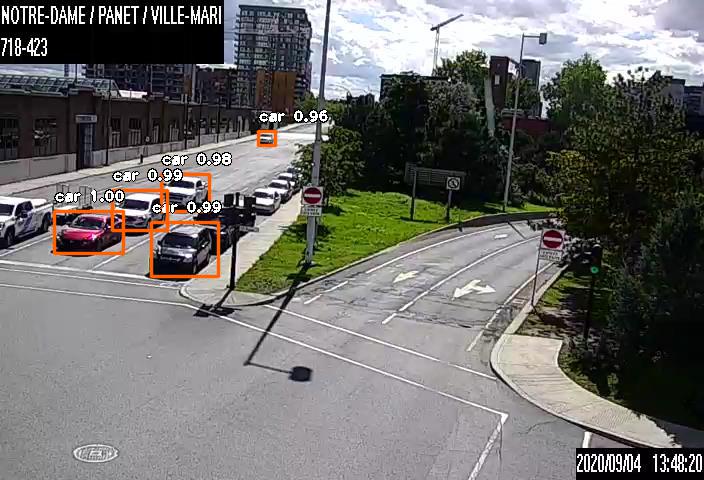 NOTRE-DAME / PANET / VILLE-MARI
718-423
car 0.96
car 0.98
car 0.99
car 1.00
car 0.99
2020/09/04 13:48:20